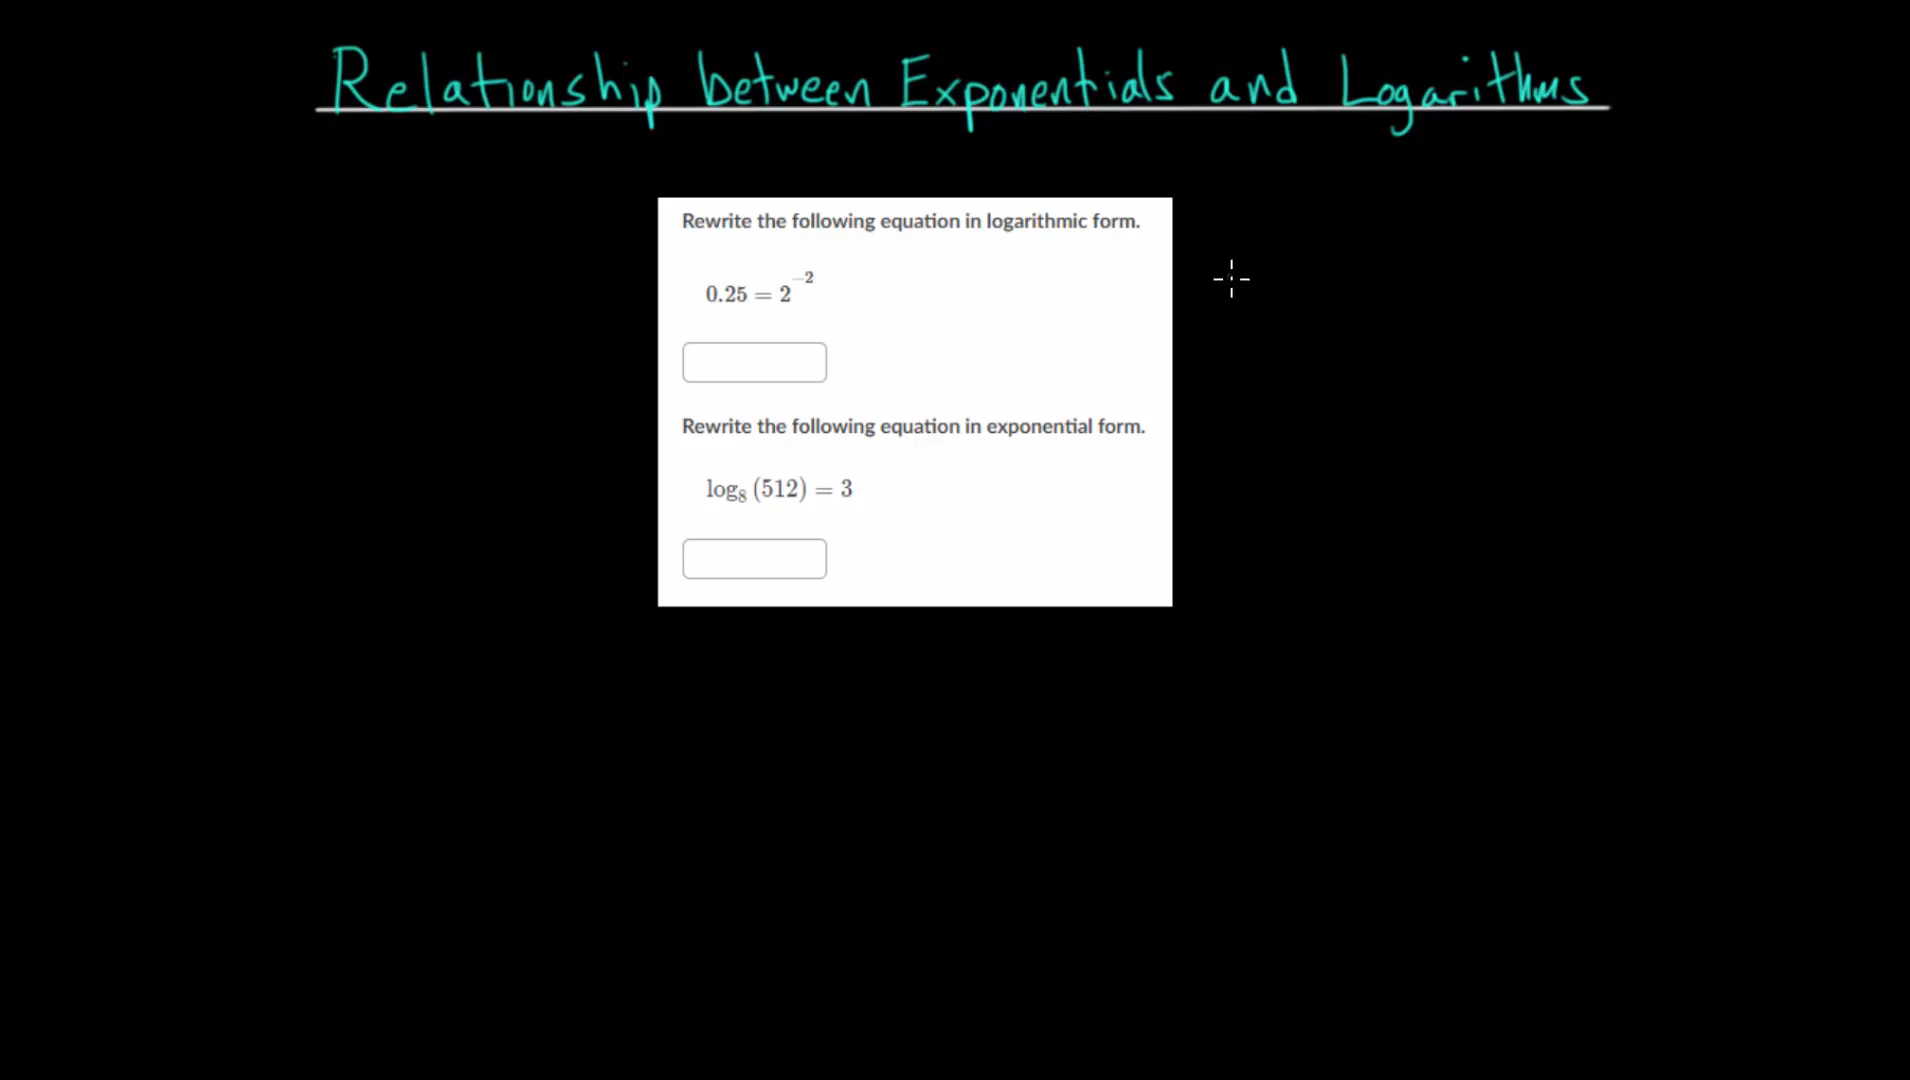 Relationship between Exponentials and Logarithms
Rewrite the following equation in logarithmic form.
0.25 = 2⁻²
Rewrite the following equation in exponential form.
log₈ (512) = 3